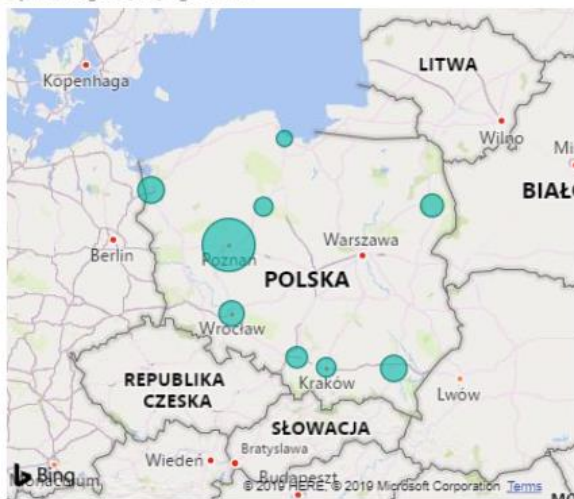 Kopenhaga
LITWA
Wilno
BIAŁ
Berlin
Poznań
Warszawa
POLSKA
Wrocław
REPUBLIKA
CZESKA
Kraków
Lwów
SŁOWACJA
Wiedeń
Bratysława
Bing
Budapeszt
© 2019 HERE, © 2019 Microsoft Corporation Terms